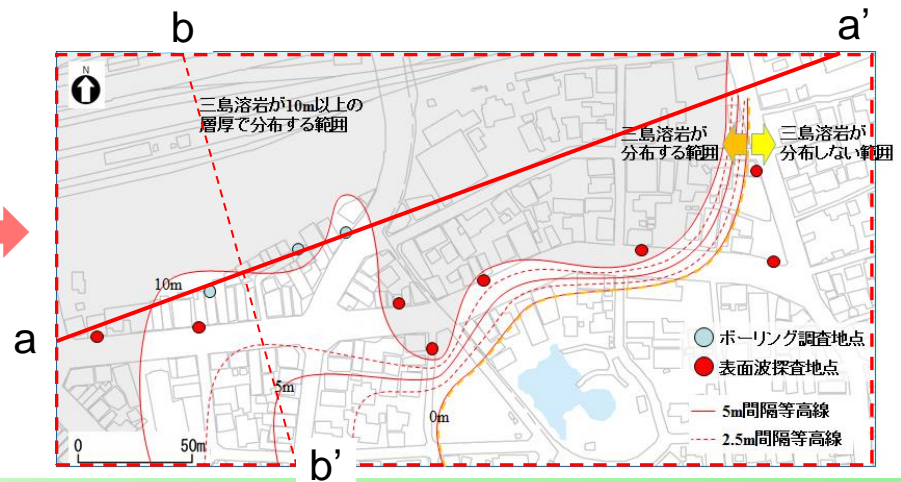 b
a'
N
三島溶岩が10m以上の
層厚で分布する範囲
三島溶岩が
分布する範囲
三島溶岩が
分布しない範囲
10m
a
ボーリング調査地点
表面波探査地点
5m
0m
5m間隔等高線
2.5m間隔等高線
0
50m
b'